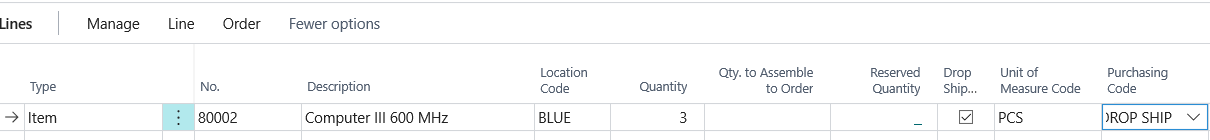 Lines Manage Line Order Fewer options
Type No. Description Location Code Quantity Qty. to Assemble to Order Reserved Quantity Drop Ship... Unit of Measure Code Purchasing Code
Item 80002 Computer III 600 MHz BLUE 3 _ PCS DROP SHIP